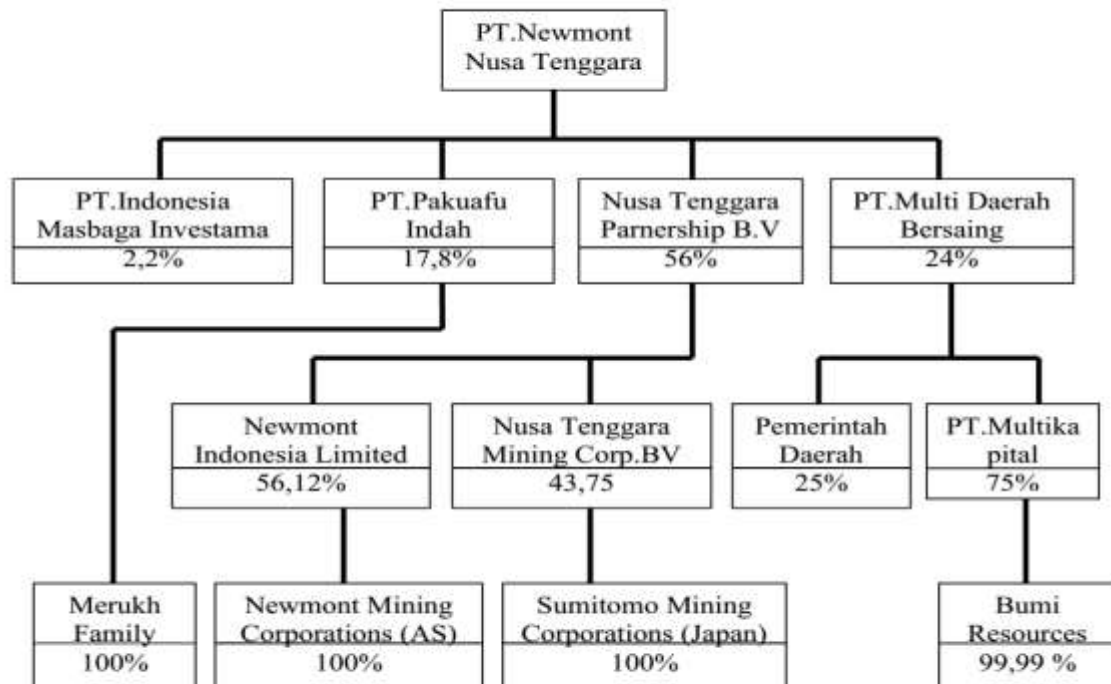 PT.Newmont
Nusa Tenggara
PT.Indonesia
Masbaga Investama
2,2%
PT.Pakuafu
Indah
17,8%
Nusa Tenggara
Parnership B.V
56%
PT.Multi Daerah
Bersaing
24%
Newmont
Indonesia Limited
56,12%
Nusa Tenggara
Mining Corp.BV
43,75
Pemerintah
Daerah
25%
PT.Multika
pital
75%
Merukh
Family
100%
Newmont Mining
Corporations (AS)
100%
Sumitomo Mining
Corporations (Japan)
100%
Bumi
Resources
99,99 %